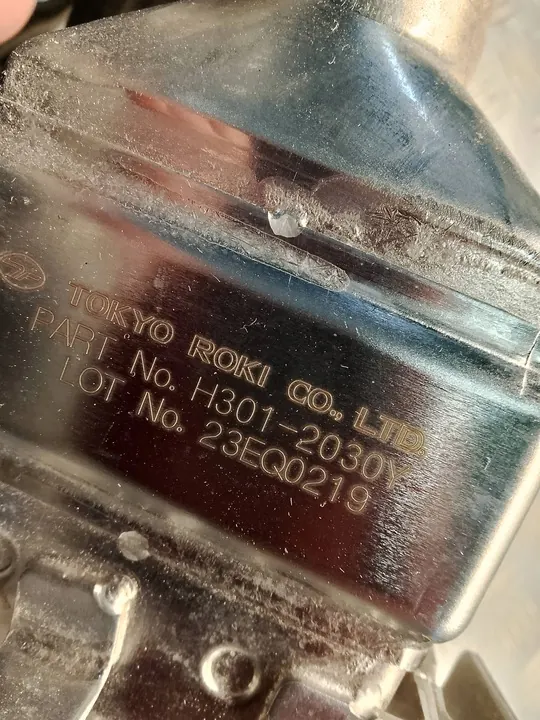 TOKYO ROKI CO., LTD.
PART No. H301-2030Y
LOT No. 23EQ0219